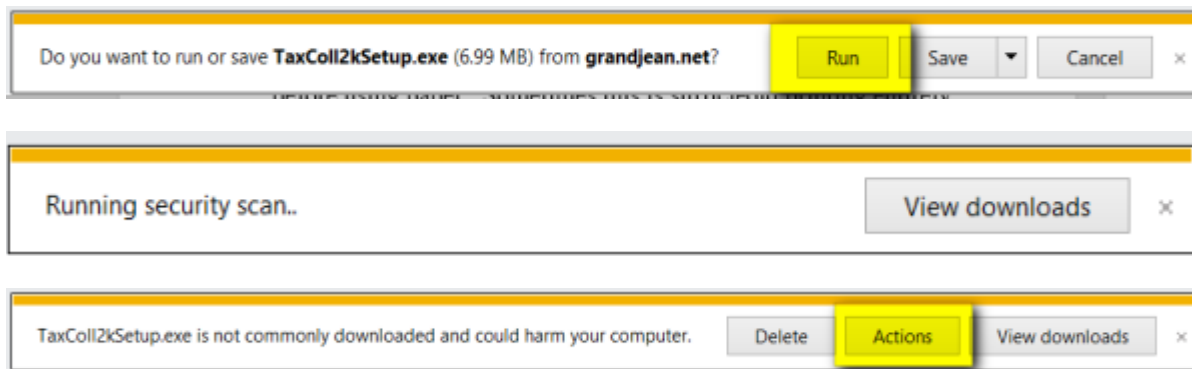 Do you want to run or save TaxColl2kSetup.exe (6.99 MB) from grandjean.net? Run Save Cancel ×
Running security scan.. View downloads ×
TaxColl2kSetup.exe is not commonly downloaded and could harm your computer. Delete Actions View downloads ×